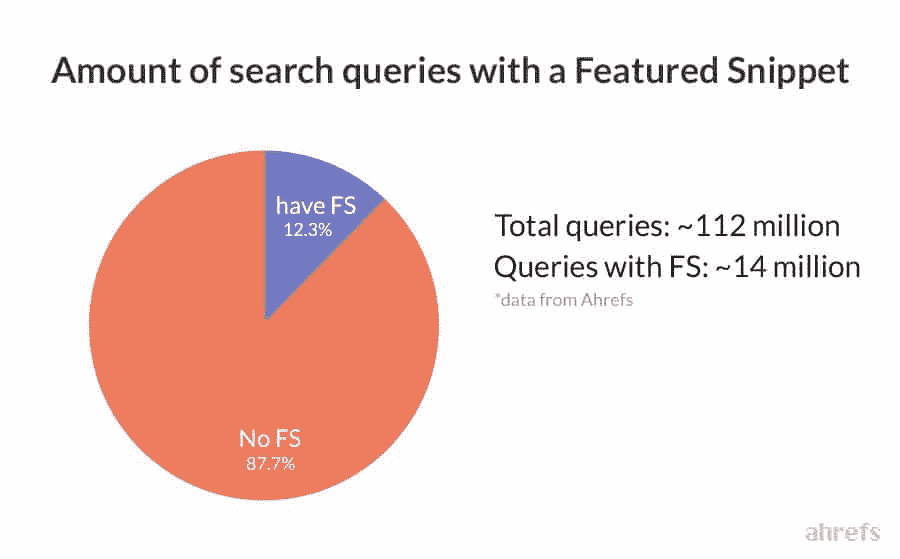 Amount of search queries with a Featured Snippet
have FS
12.3%
Total queries: ~112 million
Queries with FS: ~14 million
*data from Ahrefs
No FS
87.7%
ahrefs